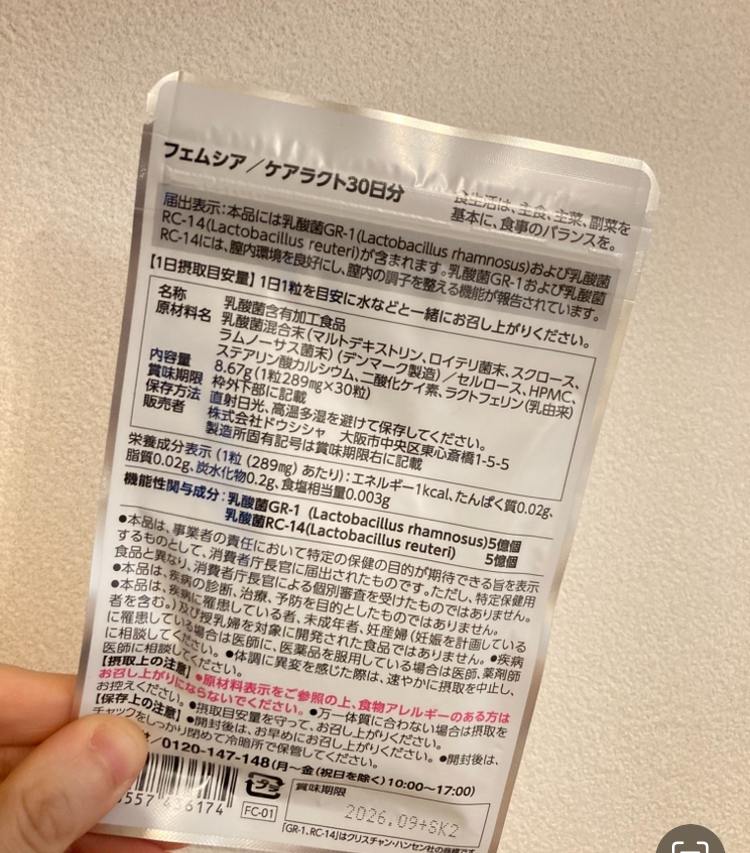 フェムシア／ケアラクト30日分
食生活は、主食、主菜、副菜を
基本に、食事のバランスを。
届出表示：本品には乳酸菌GR-1(Lactobacillus rhamnosus)および乳酸菌
RC-14(Lactobacillus reuteri)が含まれます。乳酸菌GR-1および乳酸菌
RC-14には、膣内環境を良好にし、膣内の調子を整える機能が報告されています。
【1日摂取目安量】1日1粒を目安に水などと一緒にお召し上がりください。
名称 乳酸菌含有加工食品
原材料名 乳酸菌混合末(マルトデキストリン、ロイテリ菌末、スクロース、
ラムノーサス菌末)(デンマーク製造)／セルロース、HPMC、
ステアリン酸カルシウム、二酸化ケイ素、ラクトフェリン(乳由来)
内容量 8.67g(1粒289mg×30粒)
賞味期限 枠外下部に記載
保存方法 直射日光、高温多湿を避けて保存してください。
販売者 株式会社ドウシシャ 大阪市中央区東心斎橋1-5-5
製造所固有記号は賞味期限右に記載
栄養成分表示(1粒(289mg)あたり)：エネルギー1kcal、たんぱく質0.02g、
脂質0.02g、炭水化物0.2g、食塩相当量0.003g
機能性関与成分：乳酸菌GR-1 (Lactobacillus rhamnosus)5億個
乳酸菌RC-14(Lactobacillus reuteri) 5億個
●本品は、事業者の責任において特定の保健の目的が期待できる旨を表示
するものとして、消費者庁長官に届出されたものです。ただし、特定保健用
食品と異なり、消費者庁長官による個別審査を受けたものではありません。
●本品は、疾病の診断、治療、予防を目的としたものではありません。
●本品は、疾病に罹患している者、未成年者、妊産婦(妊娠を計画している
者を含む。)及び授乳婦を対象に開発された食品ではありません。●疾病
に罹患している場合は医師に、医薬品を服用している場合は医師、薬剤師
に相談してください。●体調に異変を感じた際は、速やかに摂取を中止し、
医師に相談してください。
【摂取上の注意】●原材料表示をご参照の上、食物アレルギーのある方は
お召し上がりにならないでください。●万一体質に合わない場合は摂取を
お控えください。●摂取目安量を守って、お召し上がりください。
【保存上の注意】●開封後は、お早めにお召し上がりください。●開封後は、
チャックをしっかり閉めて冷暗所で保管してください。
／0120-147-148(月～金(祝日を除く)10:00～17:00)
賞味期限
2026.09+SK2
FC-01
「GR-1、RC-14」はクリスチャン・ハンセン社の商標です